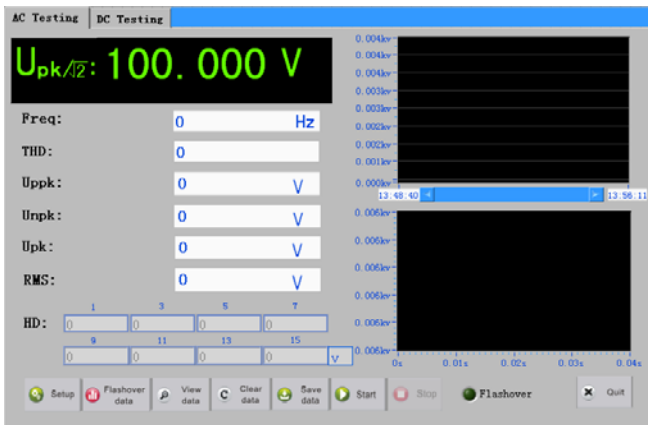 AC Testing DC Testing
Upk/√2: 100.000 V
Freq: 0 Hz
THD: 0
Uppk: 0 V
Unpk: 0 V
Upk: 0 V
RMS: 0 V
1 3 5 7
HD: 0 0 0 0
9 11 13 15
0 0 0 0 V
0.004kv
0.004kv
0.004kv
0.003kv
0.003kv
0.002kv
0.002kv
0.001kv
0.000kv
13:48:40 13:56:11
0.006kv
0.006kv
0.006kv
0.006kv
0.006kv
0.006kv
0s 0.01s 0.02s 0.03s 0.04s
Setup Flashover data View data Clear data Save data Start Stop Flashover Quit